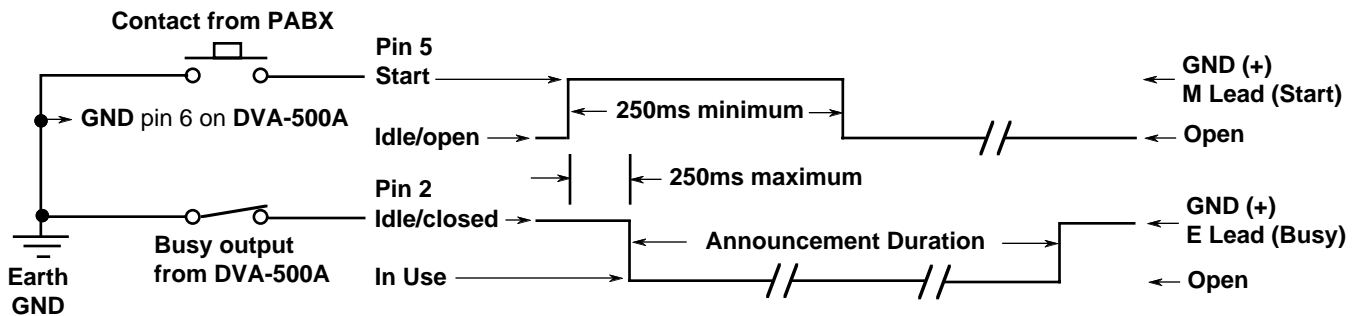 Contact from PABX
Pin 5
Start
GND (+)
M Lead (Start)
GND pin 6 on DVA-500A
250ms minimum
Idle/open
Open
Pin 2
250ms maximum
Idle/closed
GND (+)
E Lead (Busy)
Busy output
from DVA-500A
Announcement Duration
In Use
Open
Earth
GND